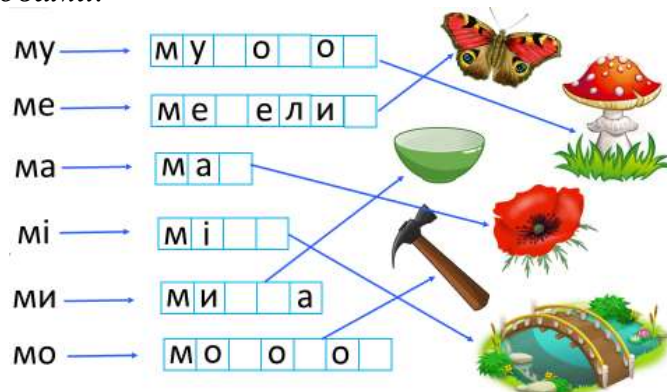 му му о о
ме ме ели
ма ма
мі мі
ми ми а
мо мо о о